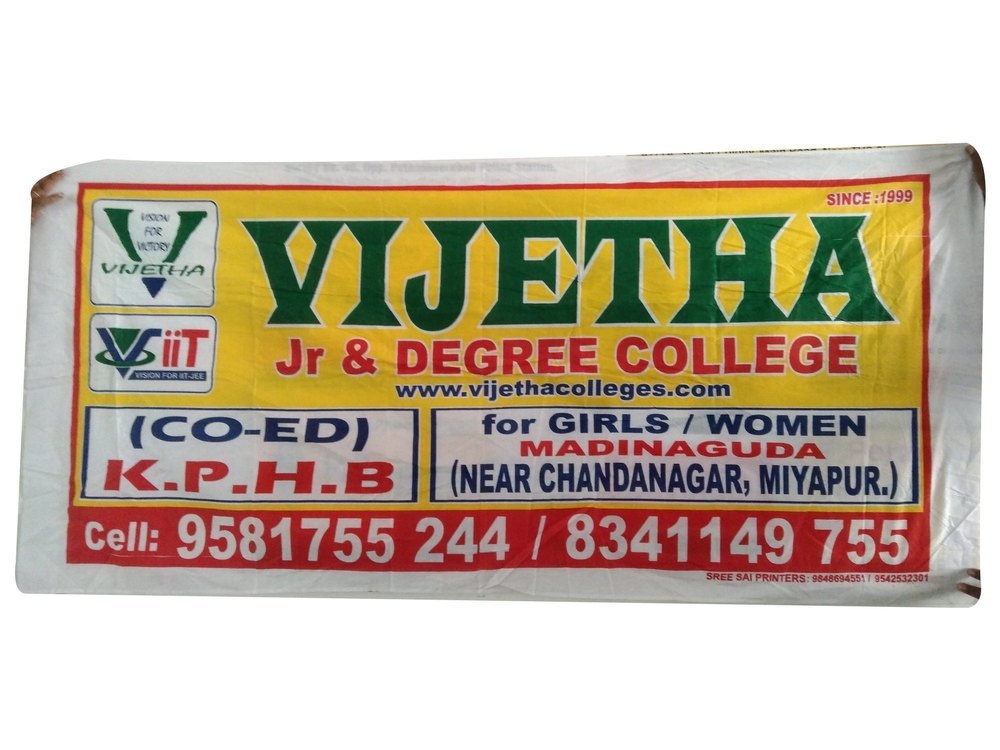 SINCE :1999
VISION
FOR
VICTORY
VIJETHA
VIJETHA
Jr & DEGREE COLLEGE
www.vijethacolleges.com
ViiT
VISION FOR IIT-JEE
(CO-ED)
K.P.H.B
for GIRLS / WOMEN
MADINAGUDA
(NEAR CHANDANAGAR, MIYAPUR.)
Cell: 9581755 244 / 8341149 755
SREE SAI PRINTERS: 9848694551/ 9542532301